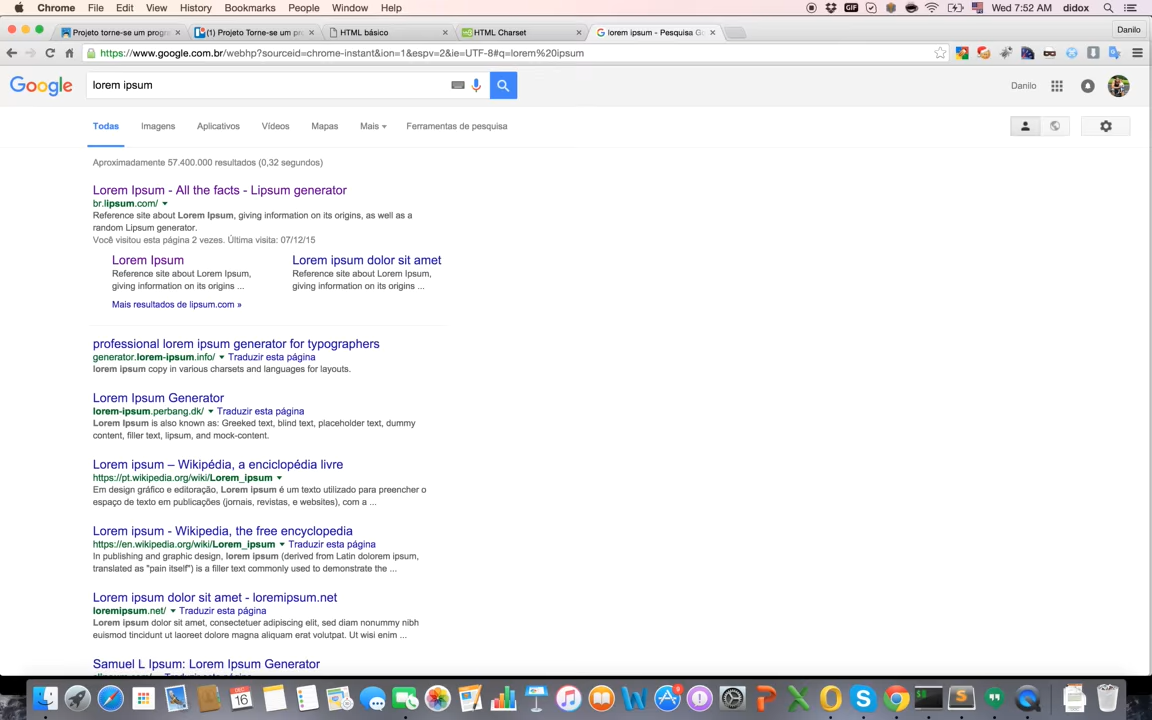 Chrome File Edit View History Bookmarks People Window Help
GIF
Wed 7:52 AM didox
Projeto torne-se um progra
(1) Projeto Torne-se um pro
HTML básico
HTML Charset
lorem ipsum - Pesquisa Go
Danilo
https://www.google.com.br/webhp?sourceid=chrome-instant&ion=1&espv=2&ie=UTF-8#q=lorem%20ipsum
Google
lorem ipsum
Danilo
Todas Imagens Aplicativos Vídeos Mapas Mais Ferramentas de pesquisa
Aproximadamente 57.400.000 resultados (0,32 segundos)
Lorem Ipsum - All the facts - Lipsum generator
br.lipsum.com/
Reference site about Lorem Ipsum, giving information on its origins, as well as a
random Lipsum generator.
Você visitou esta página 2 vezes. Última visita: 07/12/15
Lorem Ipsum
Reference site about Lorem Ipsum,
giving information on its origins ...
Lorem ipsum dolor sit amet
Reference site about Lorem Ipsum,
giving information on its origins ...
Mais resultados de lipsum.com »
professional lorem ipsum generator for typographers
generator.lorem-ipsum.info/ Traduzir esta página
lorem ipsum copy in various charsets and languages for layouts.
Lorem Ipsum Generator
lorem-ipsum.perbang.dk/ Traduzir esta página
Lorem Ipsum is also known as: Greeked text, blind text, placeholder text, dummy
content, filler text, lipsum, and mock-content.
Lorem ipsum – Wikipédia, a enciclopédia livre
https://pt.wikipedia.org/wiki/Lorem_ipsum
Em design gráfico e editoração, Lorem ipsum é um texto utilizado para preencher o
espaço de texto em publicações (jornais, revistas, e websites), com a ...
Lorem ipsum - Wikipedia, the free encyclopedia
https://en.wikipedia.org/wiki/Lorem_ipsum Traduzir esta página
In publishing and graphic design, lorem ipsum (derived from Latin dolorem ipsum,
translated as "pain itself") is a filler text commonly used to demonstrate the ...
Lorem ipsum dolor sit amet - loremipsum.net
loremipsum.net/ Traduzir esta página
Lorem ipsum dolor sit amet, consectetuer adipiscing elit, sed diam nonummy nibh
euismod tincidunt ut laoreet dolore magna aliquam erat volutpat. Ut wisi enim ...
Samuel L Ipsum: Lorem Ipsum Generator
16